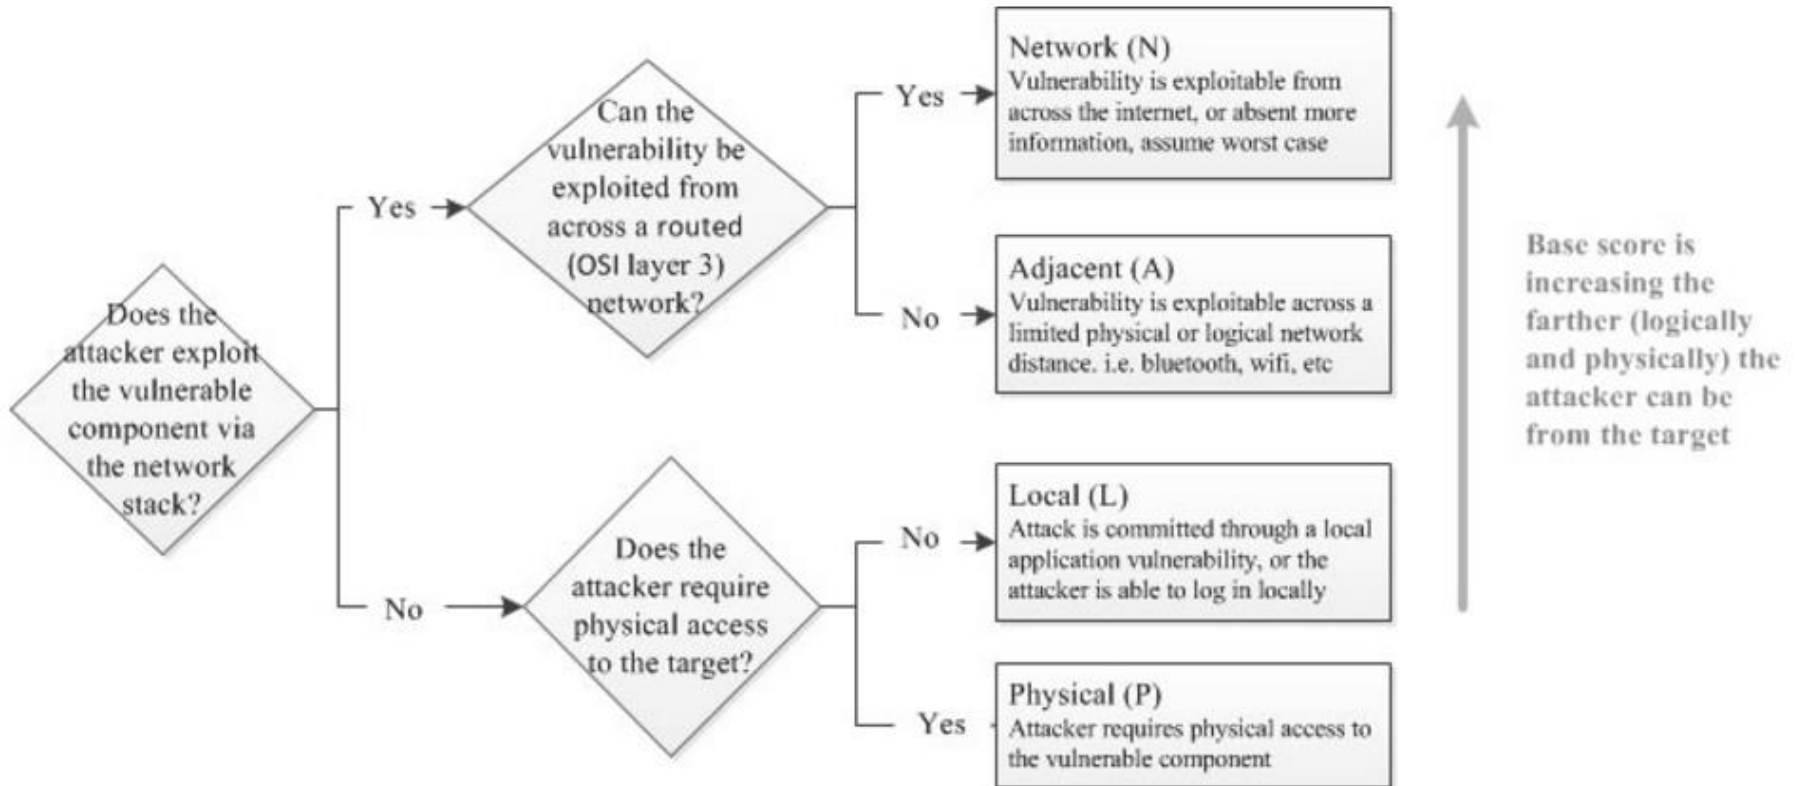 Does the
attacker exploit
the vulnerable
component via
the network
stack?
Yes
No
Can the
vulnerability be
exploited from
across a routed
(OSI layer 3)
network?
Yes
No
Does the
attacker require
physical access
to the target?
No
Yes
Network (N)
Vulnerability is exploitable from
across the internet, or absent more
information, assume worst case
Adjacent (A)
Vulnerability is exploitable across a
limited physical or logical network
distance. i.e. bluetooth, wifi, etc
Local (L)
Attack is committed through a local
application vulnerability, or the
attacker is able to log in locally
Physical (P)
Attacker requires physical access to
the vulnerable component
Base score is
increasing the
farther (logically
and physically) the
attacker can be
from the target